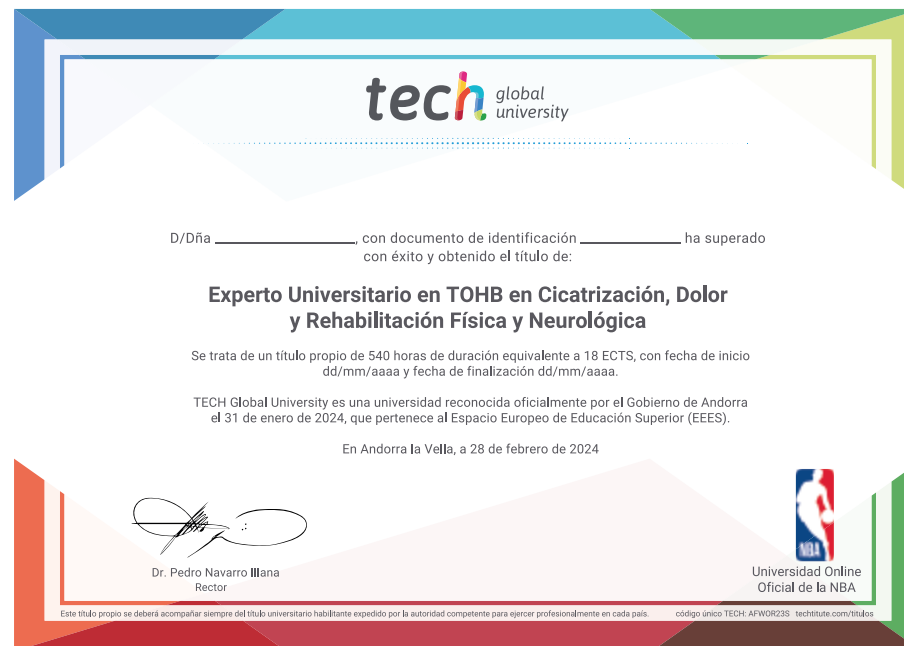 tech global university
D/Dña ____________________, con documento de identificación ______________ ha superado
con éxito y obtenido el título de:
Experto Universitario en TOHB en Cicatrización, Dolor
y Rehabilitación Física y Neurológica
Se trata de un título propio de 540 horas de duración equivalente a 18 ECTS, con fecha de inicio
dd/mm/aaaa y fecha de finalización dd/mm/aaaa.
TECH Global University es una universidad reconocida oficialmente por el Gobierno de Andorra
el 31 de enero de 2024, que pertenece al Espacio Europeo de Educación Superior (EEES).
En Andorra la Vella, a 28 de febrero de 2024
NBA
Dr. Pedro Navarro Illana
Rector
Universidad Online
Oficial de la NBA
Este título propio se deberá acompañar siempre del título universitario habilitante expedido por la autoridad competente para ejercer profesionalmente en cada país. código único TECH: AFWOR23S techtitute.com/titulos